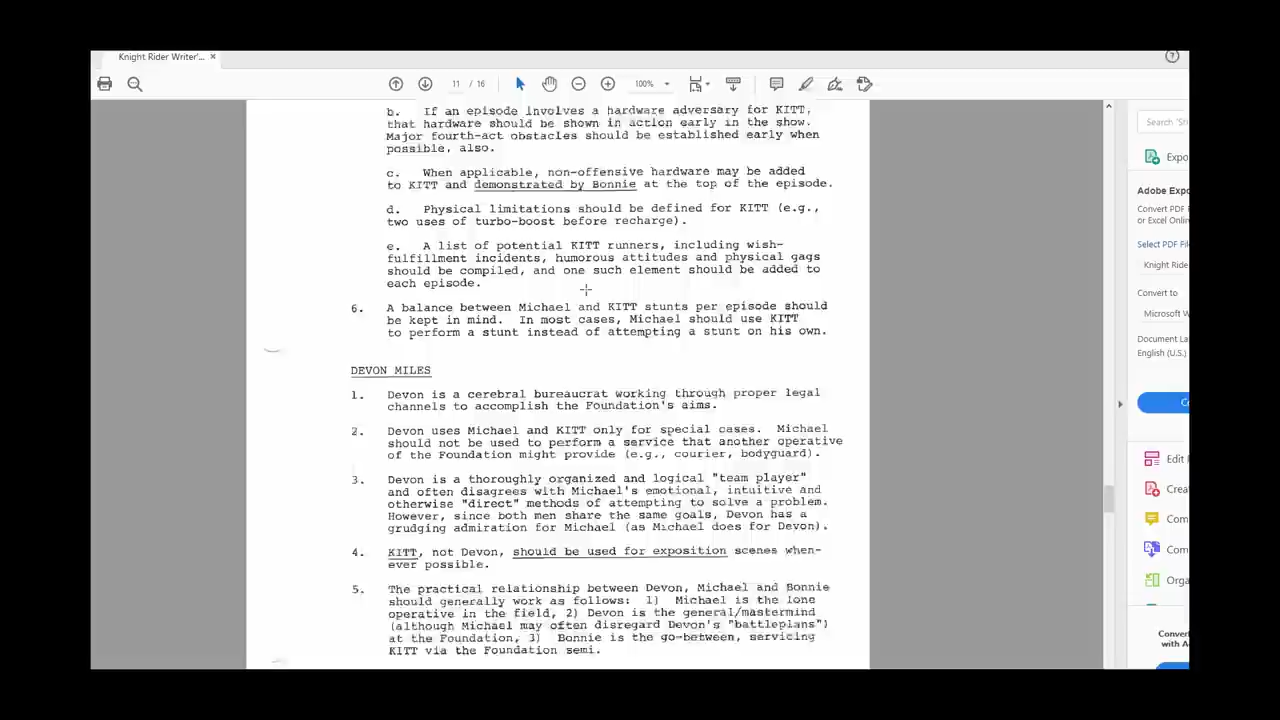 Knight Rider Writer'... ×
?
11 / 16
100%
b. If an episode involves a hardware adversary for KITT,
that hardware should be shown in action early in the show.
Major fourth-act obstacles should be established early when
possible, also.
c. When applicable, non-offensive hardware may be added
to KITT and demonstrated by Bonnie at the top of the episode.
d. Physical limitations should be defined for KITT (e.g.,
two uses of turbo-boost before recharge).
e. A list of potential KITT runners, including wish-
fulfillment incidents, humorous attitudes and physical gags
should be compiled, and one such element should be added to
each episode.
6. A balance between Michael and KITT stunts per episode should
be kept in mind. In most cases, Michael should use KITT
to perform a stunt instead of attempting a stunt on his own.
DEVON MILES
1. Devon is a cerebral bureaucrat working through proper legal
channels to accomplish the Foundation's aims.
2. Devon uses Michael and KITT only for special cases. Michael
should not be used to perform a service that another operative
of the Foundation might provide (e.g., courier, bodyguard).
3. Devon is a thoroughly organized and logical "team player"
and often disagrees with Michael's emotional, intuitive and
otherwise "direct" methods of attempting to solve a problem.
However, since both men share the same goals, Devon has a
grudging admiration for Michael (as Michael does for Devon).
4. KITT, not Devon, should be used for exposition scenes when-
ever possible.
5. The practical relationship between Devon, Michael and Bonnie
should generally work as follows: 1) Michael is the lone
operative in the field, 2) Devon is the general/mastermind
(although Michael may often disregard Devon's "battleplans")
at the Foundation, 3) Bonnie is the go-between, servicing
KITT via the Foundation semi.
Search 'St
Expo
Adobe Expo
Convert PDF F
or Excel Onlin
Select PDF Fil
Knight Ride
Convert to
Microsoft W
Document La
English (U.S.)
Co
Edit
Creat
Com
Com
Orga
Convert
with A